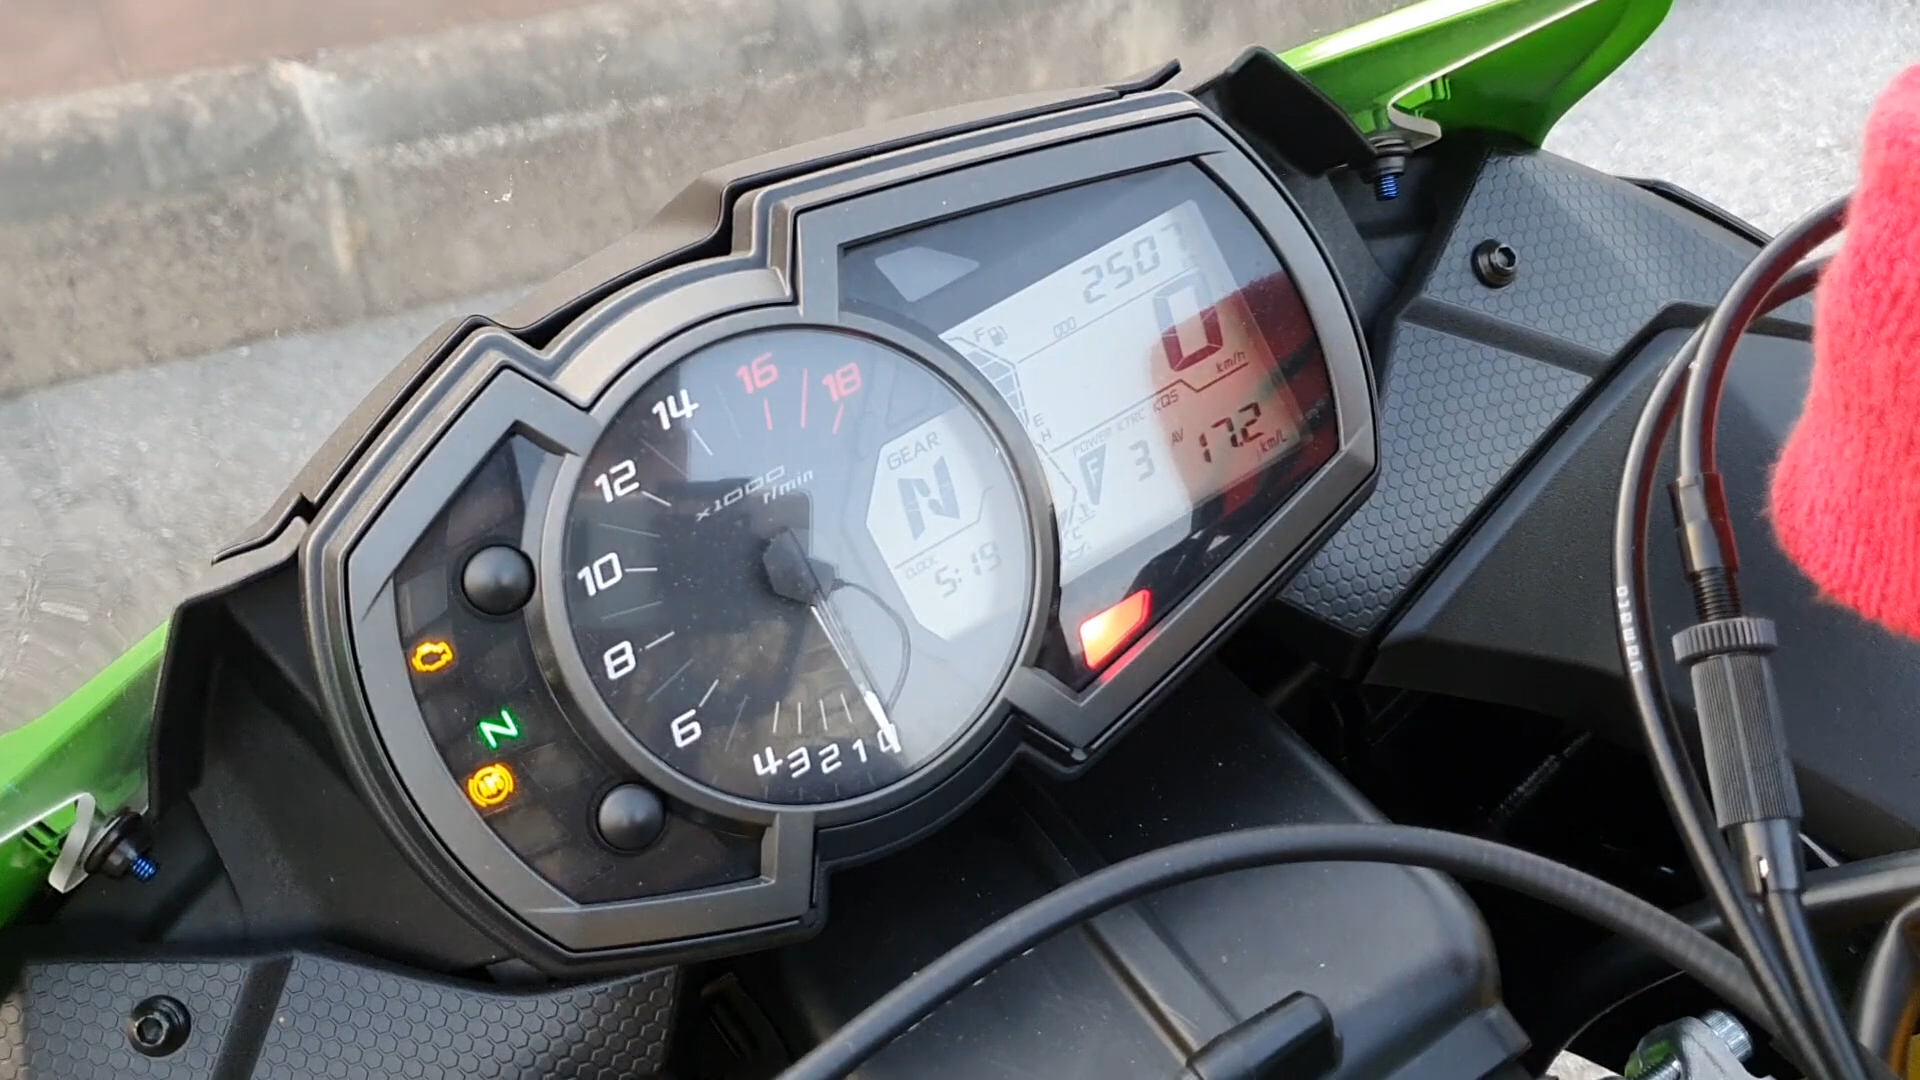 2507
ODO
0
km/h
F
E
H
POWER KTRC KQS
F 3
AV 17.2
km/L
GEAR
N
CLOCK
5:19
x1000
r/min
0
1
2
3
4
6
8
10
12
14
16
18
N